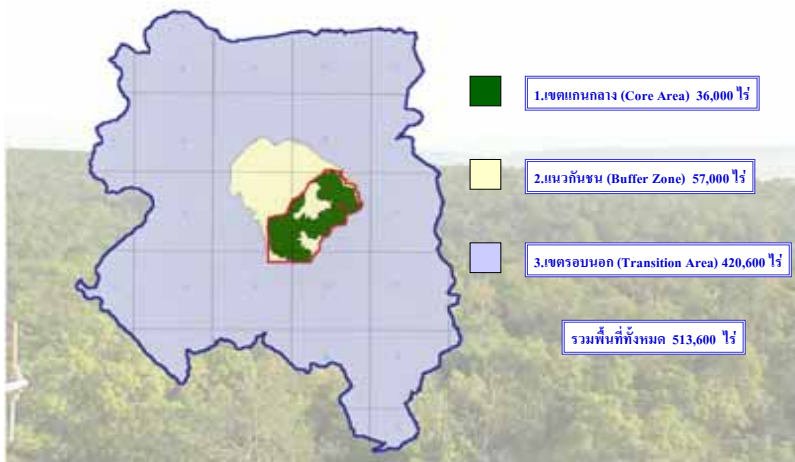 1.เขตแกนกลาง (Core Area) 36,000 ไร่
2.แนวกันชน (Buffer Zone) 57,000 ไร่
3.เขตรอบนอก (Transition Area) 420,600 ไร่
รวมพื้นที่ทั้งหมด 513,600 ไร่